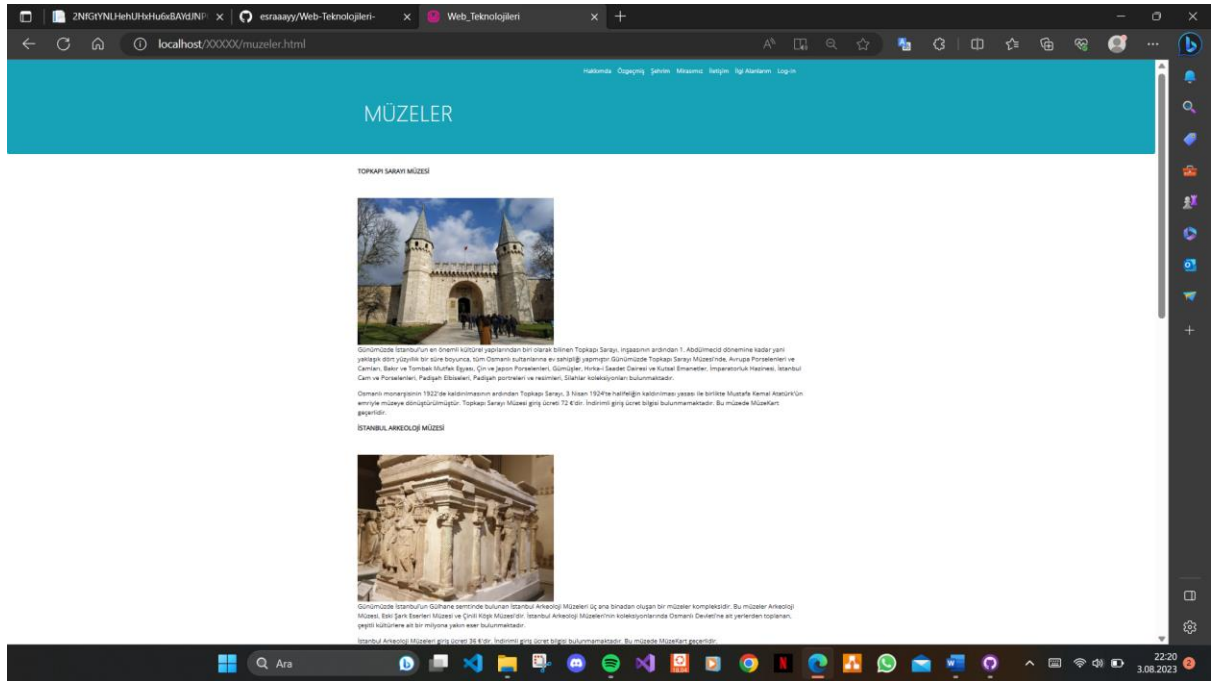 2NfGtYNLHehUHxHu6xBAYdJNP
esraaayy/Web-Teknolojileri-
Web_Teknolojileri
localhost/XXXXX/muzeler.html
Hakkımda Özgeçmiş Şehrim Mirasımız İletişim İlgi Alanlarım Log-in
MÜZELER
TOPKAPI SARAYI MÜZESİ
Günümüzde İstanbul'un en önemli kültürel yapılarından biri olarak bilinen Topkapı Sarayı, inşaasının ardından 1. Abdülmecid dönemine kadar yani
yaklaşık dört yüzyıllık bir süre boyunca, tüm Osmanlı sultanlarına ev sahipliği yapmıştır.Günümüzde Topkapı Sarayı Müzesi'nde, Avrupa Porselenleri ve
Camları, Bakır ve Tombak Mutfak Eşyası, Çin ve Japon Porselenleri, Gümüşler, Hırka-i Saadet Dairesi ve Kutsal Emanetler, İmparatorluk Hazinesi, İstanbul
Cam ve Porselenleri, Padişah Elbiseleri, Padişah portreleri ve resimleri, Silahlar koleksiyonları bulunmaktadır.
Osmanlı monarşisinin 1922'de kaldırılmasının ardından Topkapı Sarayı, 3 Nisan 1924'te halifeliğin kaldırılması yasası ile birlikte Mustafa Kemal Atatürk'ün
emriyle müzeye dönüştürülmüştür. Topkapı Sarayı Müzesi giriş ücreti 72 ₺'dir. İndirimli giriş ücret bilgisi bulunmamaktadır. Bu müzede MüzeKart
geçerlidir.
İSTANBUL ARKEOLOJİ MÜZESİ
Günümüzde İstanbul'un Gülhane semtinde bulunan İstanbul Arkeoloji Müzeleri üç ana binadan oluşan bir müzeler kompleksidir. Bu müzeler Arkeoloji
Müzesi, Eski Şark Eserleri Müzesi ve Çinili Köşk Müzesi'dir. İstanbul Arkeoloji Müzeleri'nin koleksiyonlarında Osmanlı Devleti'ne ait yerlerden toplanan,
çeşitli kültürlere ait bir milyona yakın eser bulunmaktadır.
İstanbul Arkeoloji Müzeleri giriş ücreti 36 ₺'dir. İndirimli giriş ücret bilgisi bulunmamaktadır. Bu müzede MüzeKart geçerlidir.
Ara
22:20
3.08.2023
2